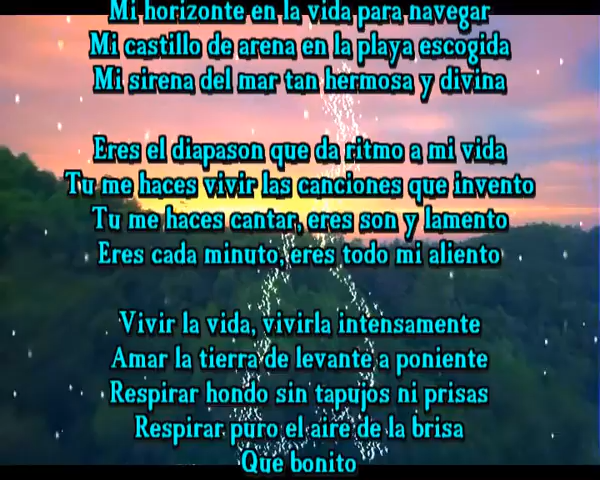 Mi horizonte en la vida para navegar
Mi castillo de arena en la playa escogida
Mi sirena del mar tan hermosa y divina
Eres el diapason que da ritmo a mi vida
Tu me haces vivir las canciones que invento
Tu me haces cantar, eres son y lamento
Eres cada minuto, eres todo mi aliento
Vivir la vida, vivirla intensamente
Amar la tierra de levante a poniente
Respirar hondo sin tapujos ni prisas
Respirar puro el aire de la brisa
Que bonito